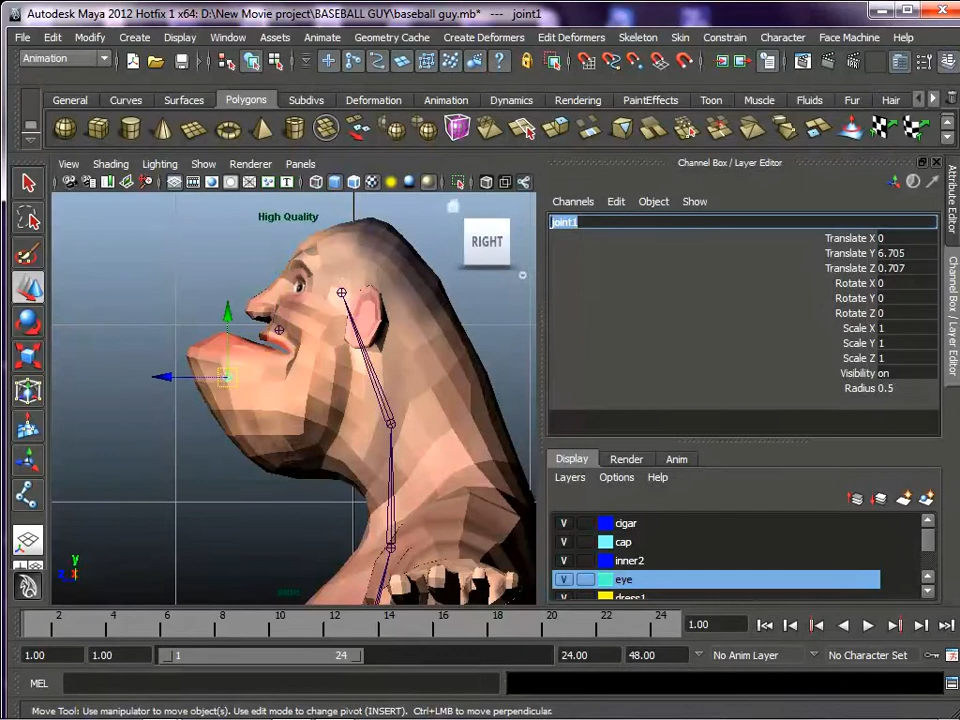 Autodesk Maya 2012 Hotfix 1 x64: D:\New Movie project\BASEBALL GUY\baseball guy.mb* --- joint1
File Edit Modify Create Display Window Assets Animate Geometry Cache Create Deformers Edit Deformers Skeleton Skin Constrain Character Face Machine Help
Animation
General Curves Surfaces Polygons Subdivs Deformation Animation Dynamics Rendering PaintEffects Toon Muscle Fluids Fur Hair
View Shading Lighting Show Renderer Panels
Channel Box / Layer Editor
Channels Edit Object Show
High Quality
joint1
RIGHT
Translate X 0
Translate Y 6.705
Translate Z 0.707
Rotate X 0
Rotate Y 0
Rotate Z 0
Scale X 1
Scale Y 1
Scale Z 1
Visibility on
Radius 0.5
Attribute Editor
Channel Box / Layer Editor
Display Render Anim
Layers Options Help
V cigar
V cap
V inner2
V eye
V dress1
y
z x
2 4 6 8 10 12 14 16 18 20 22 24
1.00
1.00 1.00 1 24 24.00 48.00 No Anim Layer No Character Set
MEL
Move Tool: Use manipulator to move object(s). Use edit mode to change pivot (INSERT). Ctrl+LMB to move perpendicular.